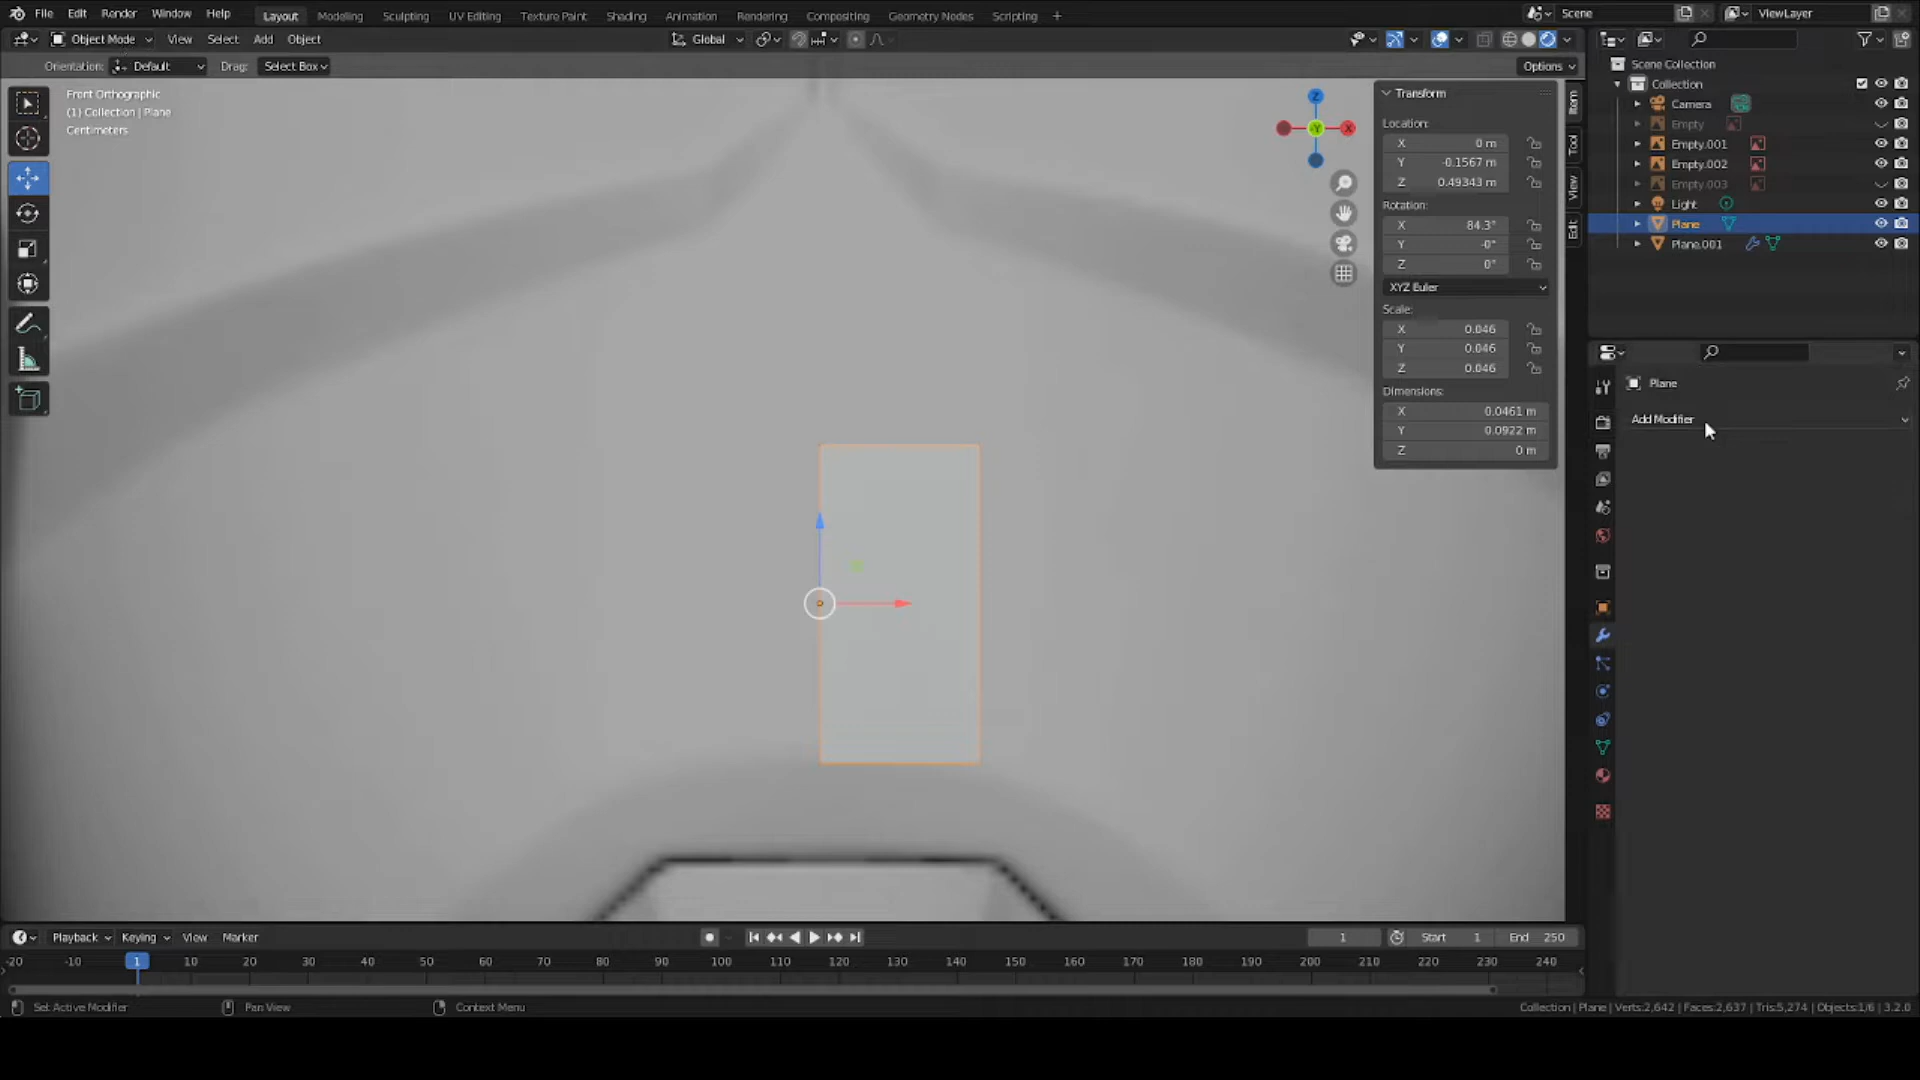 File Edit Render Window Help Layout Modeling Sculpting UV Editing Texture Paint Shading Animation Rendering Compositing Geometry Nodes Scripting + Scene ViewLayer
Object Mode View Select Add Object Global
Orientation: Default Drag: Select Box Options
Front Orthographic
(1) Collection | Plane
Centimeters
Z
Y
X
Transform
Location:
X 0 m
Y -0.1567 m
Z 0.49343 m
Rotation:
X 84.3°
Y -0°
Z 0°
XYZ Euler
Scale:
X 0.046
Y 0.046
Z 0.046
Dimensions:
X 0.0461 m
Y 0.0922 m
Z 0 m
Item
Tool
View
Edit
Scene Collection
Collection
Camera
Empty
Empty.001
Empty.002
Empty.003
Light
Plane
Plane.001
Plane
Add Modifier
Playback Keying View Marker 1 Start 1 End 250
-20 -10 1 10 20 30 40 50 60 70 80 90 100 110 120 130 140 150 160 170 180 190 200 210 220 230 240
Set Active Modifier Pan View Context Menu Collection | Plane | Verts:2,642 | Faces:2,637 | Tris:5,274 | Objects:1/6 | 3.2.0